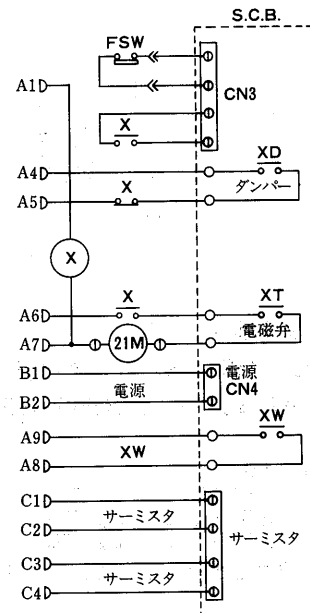 S.C.B.
FSW
A1
CN3
X
A4
XD
ダンパー
A5
X
X
A6
X
XT
電磁弁
A7
21M
B1
電源
CN4
B2
電源
A9
XW
A8
XW
C1
サーミスタ
C2
サーミスタ
C3
サーミスタ
C4